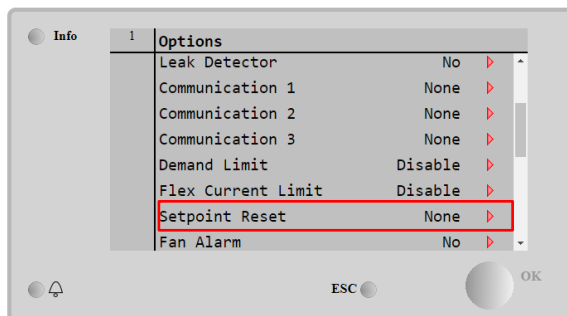 Info
1 Options
Leak Detector No
Communication 1 None
Communication 2 None
Communication 3 None
Demand Limit Disable
Flex Current Limit Disable
Setpoint Reset None
Fan Alarm No
ESC
OK